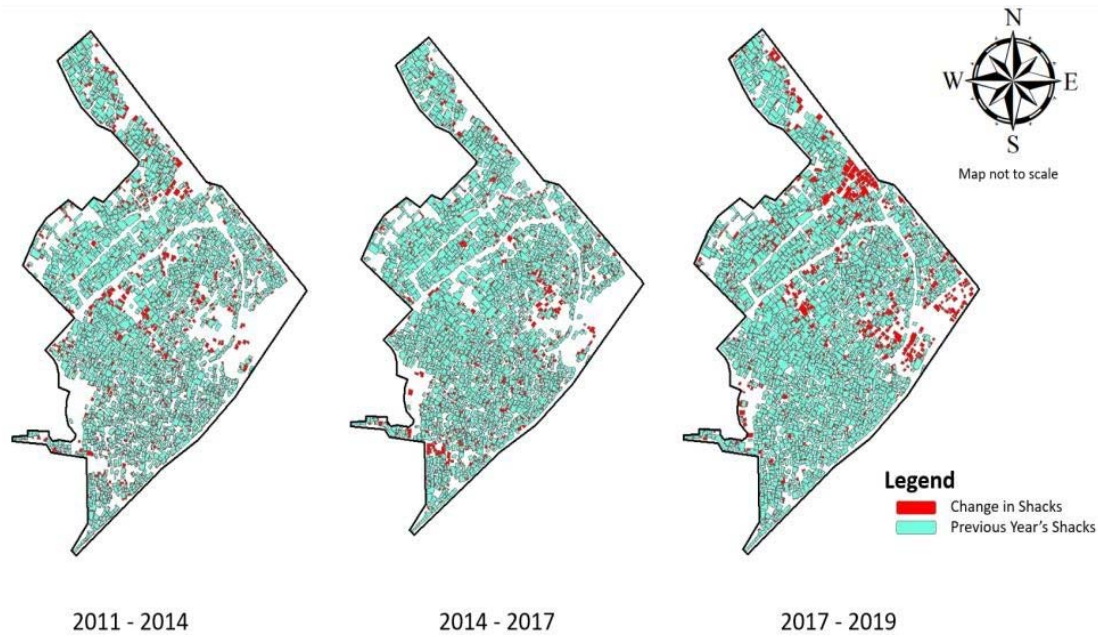 N
W E
S
Map not to scale
Legend
Change in Shacks
Previous Year's Shacks
2011 - 2014
2014 - 2017
2017 - 2019